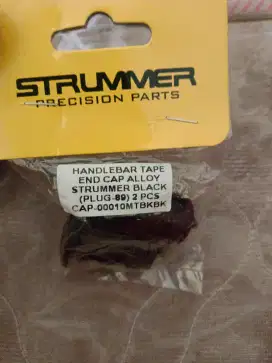 STRUMMER
PRECISION PARTS
HANDLEBAR TAPE
END CAP ALLOY
STRUMMER BLACK
(PLUG-89) 2 PCS
CAP-00010MTBKBK